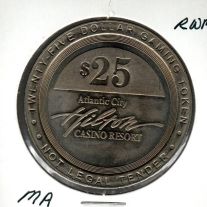 RWM
TWENTY-FIVE DOLLAR GAMING TOKEN
$25
Atlantic City
Hilton
CASINO RESORT
NOT LEGAL TENDER
MA